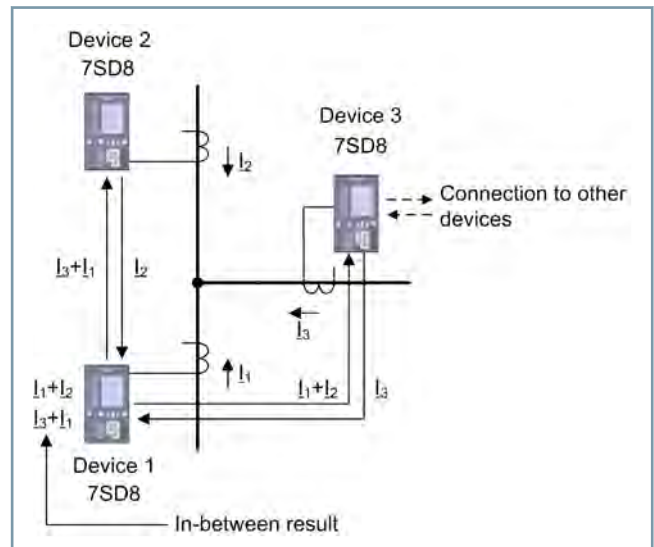 Device 2
7SD8
Device 3
7SD8
I2
Connection to other
devices
I3+I1
I2
I3
I1
I1+I2
I3+I1
I1+I2
I3
Device 1
7SD8
In-between result